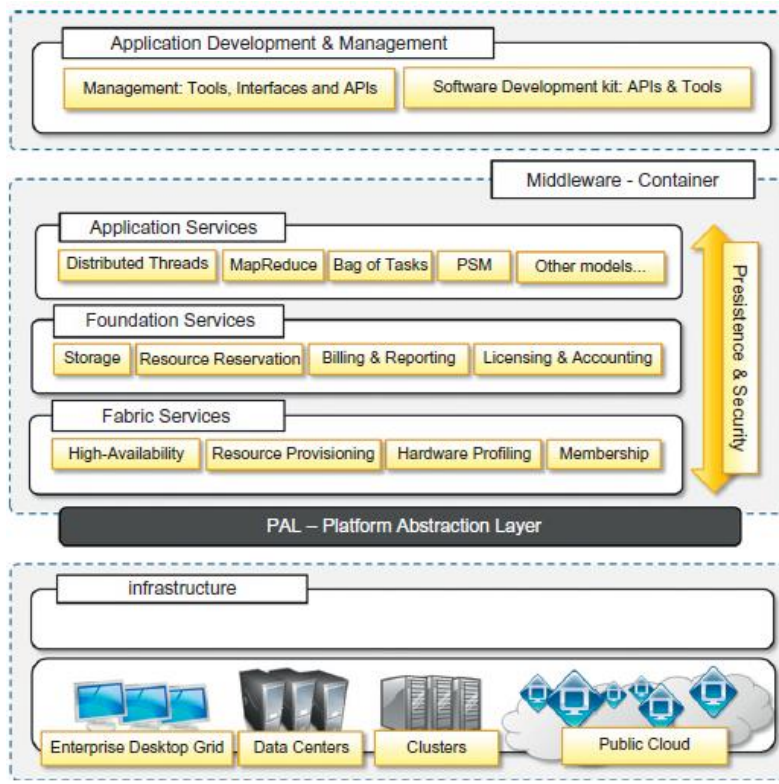 Application Development & Management
Management: Tools, Interfaces and APIs
Software Development kit: APIs & Tools
Middleware - Container
Application Services
Distributed Threads
MapReduce
Bag of Tasks
PSM
Other models...
Foundation Services
Storage
Resource Reservation
Billing & Reporting
Licensing & Accounting
Fabric Services
High-Availability
Resource Provisioning
Hardware Profiling
Membership
Presistence & Security
PAL – Platform Abstraction Layer
infrastructure
Enterprise Desktop Grid
Data Centers
Clusters
Public Cloud